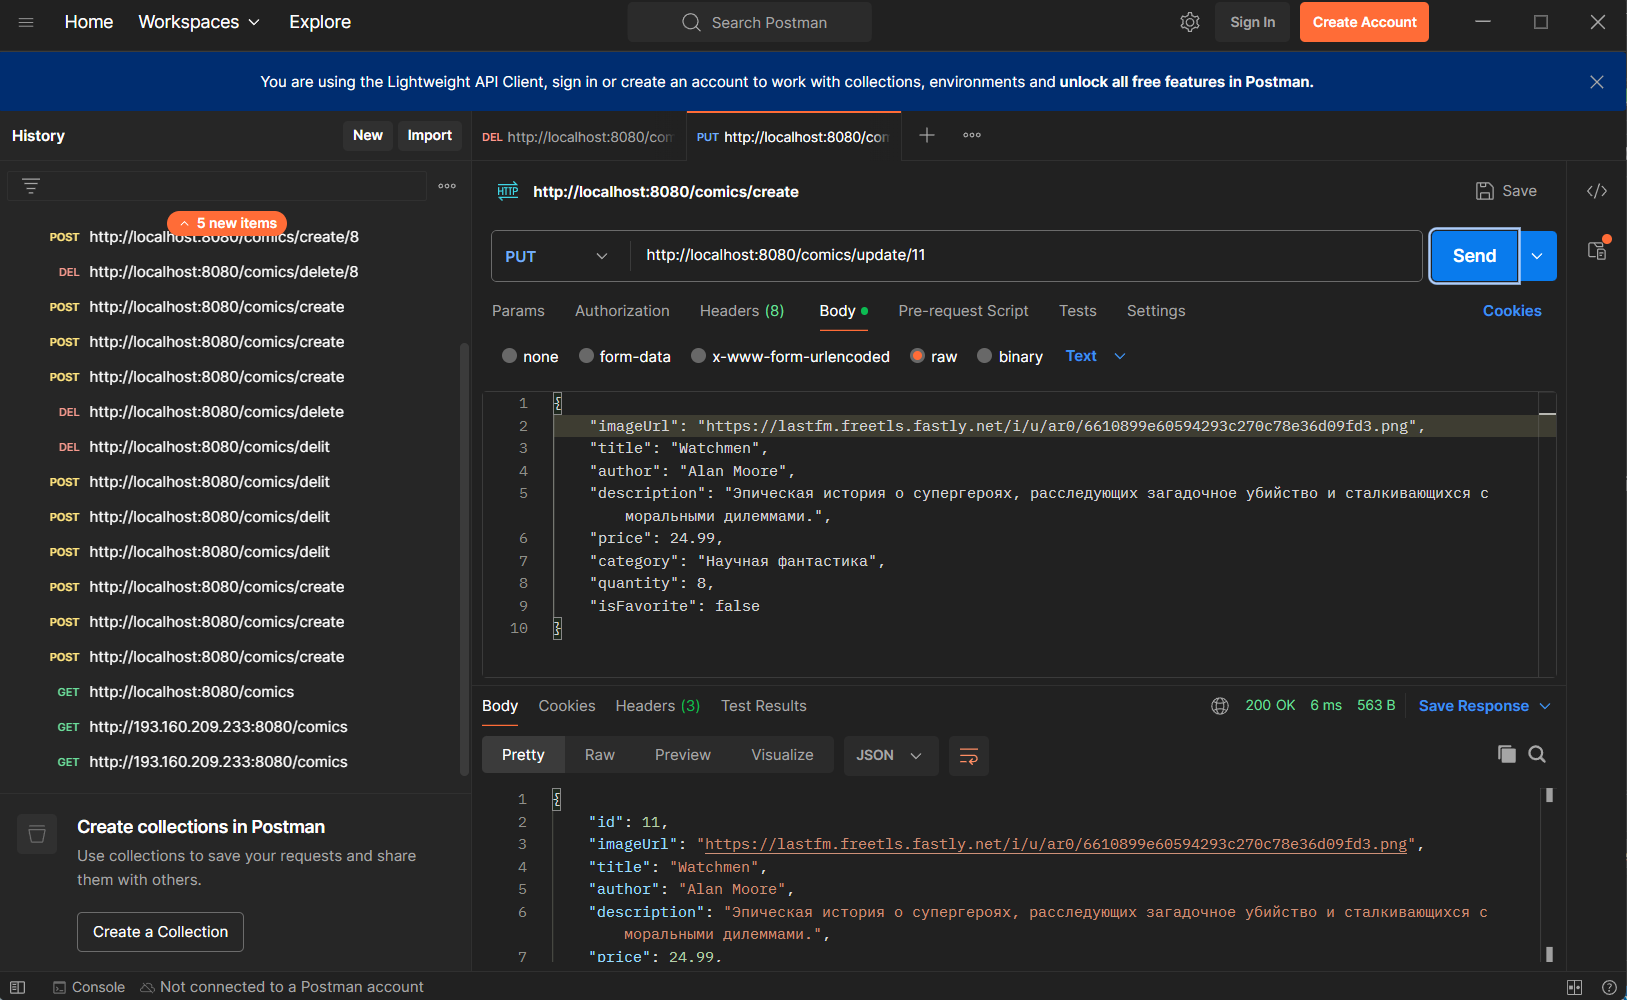 Home Workspaces Explore Search Postman Sign In Create Account
You are using the Lightweight API Client, sign in or create an account to work with collections, environments and unlock all free features in Postman.
History New Import
DEL http://localhost:8080/com
PUT http://localhost:8080/con
5 new items
POST http://localhost:8080/comics/create/8
DEL http://localhost:8080/comics/delete/8
POST http://localhost:8080/comics/create
POST http://localhost:8080/comics/create
POST http://localhost:8080/comics/create
DEL http://localhost:8080/comics/delete
DEL http://localhost:8080/comics/delit
POST http://localhost:8080/comics/delit
POST http://localhost:8080/comics/delit
POST http://localhost:8080/comics/delit
POST http://localhost:8080/comics/create
POST http://localhost:8080/comics/create
POST http://localhost:8080/comics/create
GET http://localhost:8080/comics
GET http://193.160.209.233:8080/comics
GET http://193.160.209.233:8080/comics
Create collections in Postman
Use collections to save your requests and share
them with others.
Create a Collection
HTTP http://localhost:8080/comics/create Save
PUT http://localhost:8080/comics/update/11 Send
Params Authorization Headers (8) Body Pre-request Script Tests Settings Cookies
none form-data x-www-form-urlencoded raw binary Text
1 {
2 "imageUrl": "https://lastfm.freetls.fastly.net/i/u/ar0/6610899e60594293c270c78e36d09fd3.png",
3 "title": "Watchmen",
4 "author": "Alan Moore",
5 "description": "Эпическая история о супергероях, расследующих загадочное убийство и сталкивающихся с
моральными дилеммами.",
6 "price": 24.99,
7 "category": "Научная фантастика",
8 "quantity": 8,
9 "isFavorite": false
10 }
Body Cookies Headers (3) Test Results 200 OK 6 ms 563 B Save Response
Pretty Raw Preview Visualize JSON
1 {
2 "id": 11,
3 "imageUrl": "https://lastfm.freetls.fastly.net/i/u/ar0/6610899e60594293c270c78e36d09fd3.png",
4 "title": "Watchmen",
5 "author": "Alan Moore",
6 "description": "Эпическая история о супергероях, расследующих загадочное убийство и сталкивающихся с
моральными дилеммами.",
7 "price": 24.99,
Console Not connected to a Postman account